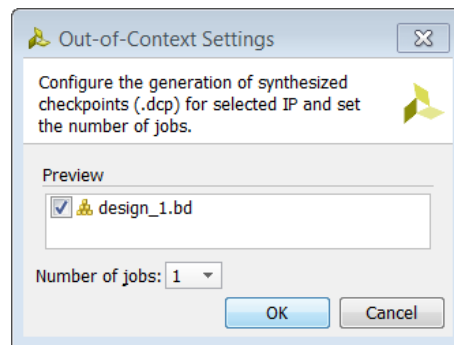 Out-of-Context Settings
Configure the generation of synthesized
checkpoints (.dcp) for selected IP and set
the number of jobs.
Preview
design_1.bd
Number of jobs: 1
OK Cancel